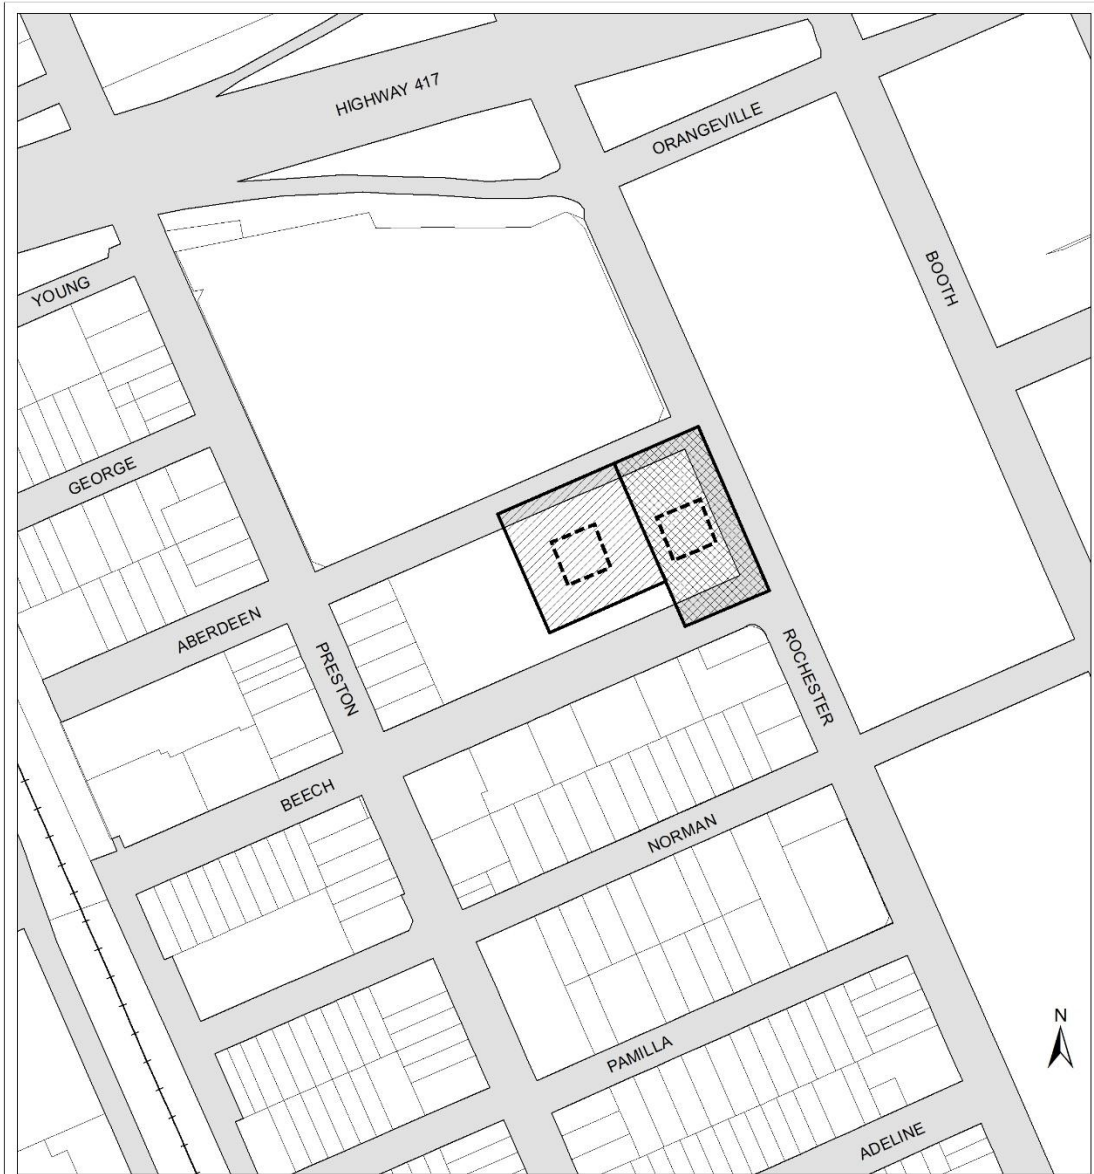 HIGHWAY 417
ORANGEVILLE
BOOTH
YOUNG
GEORGE
ABERDEEN
PRESTON
ROCHESTER
BEECH
NORMAN
PAMILLA
ADELINE
N